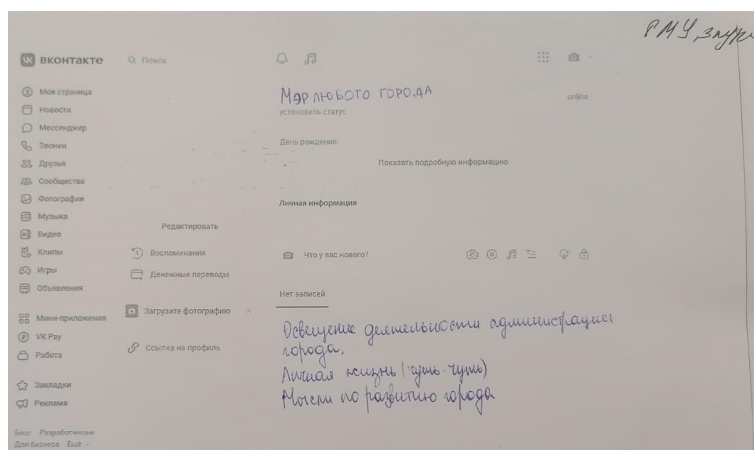 РМУ,
вконтакте
Поиск
Моя страница
Новости
Мессенджер
Звонки
Друзья
Сообщества
Фотографии
Музыка
Видео
Клипы
Игры
Объявления
Мини-приложения
VK Pay
Работа
Закладки
Реклама
Блог Разработчикам
Для бизнеса Ещё
Редактировать
Воспоминания
Денежные переводы
Загрузите фотографию
Ссылка на профиль
Мэр любого города
online
установить статус
День рождения:
Показать подробную информацию
Личная информация
Что у вас нового?
Нет записей
Освещение деятельности администрации
города.
Личная жизнь (чуть-чуть)
Мысли по развитию города